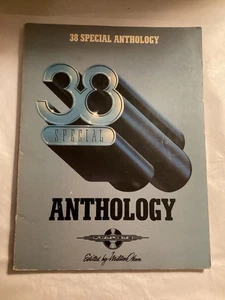 38 SPECIAL ANTHOLOGY
38
SPECIAL
ANTHOLOGY
Edited by Milton Okun